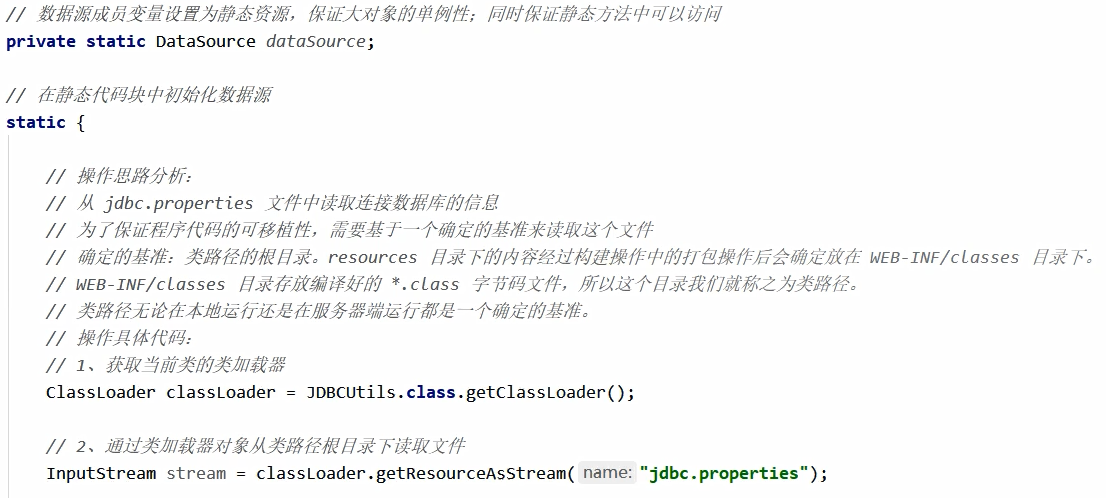 // 数据源成员变量设置为静态资源，保证大对象的单例性；同时保证静态方法中可以访问
private static DataSource dataSource;
// 在静态代码块中初始化数据源
static {
// 操作思路分析：
// 从 jdbc.properties 文件中读取连接数据库的信息
// 为了保证程序代码的可移植性，需要基于一个确定的基准来读取这个文件
// 确定的基准：类路径的根目录。resources 目录下的内容经过构建操作中的打包操作后会确定放在 WEB-INF/classes 目录下。
// WEB-INF/classes 目录存放编译好的 *.class 字节码文件，所以这个目录我们就称之为类路径。
// 类路径无论在本地运行还是在服务器端运行都是一个确定的基准。
// 操作具体代码：
// 1、获取当前类的类加载器
ClassLoader classLoader = JDBCUtils.class.getClassLoader();
// 2、通过类加载器对象从类路径根目录下读取文件
InputStream stream = classLoader.getResourceAsStream( name: "jdbc.properties");